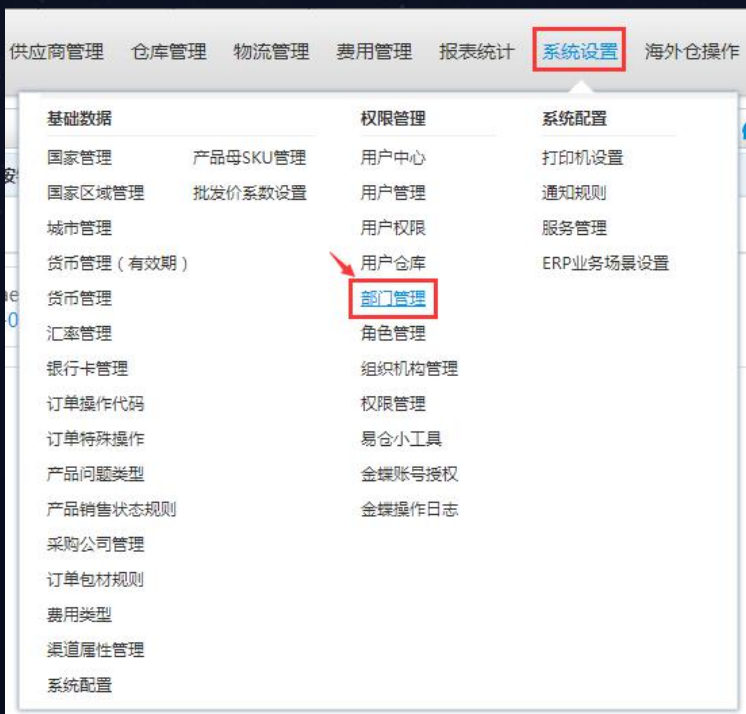 供应商管理 仓库管理 物流管理 费用管理 报表统计 系统设置 海外仓操作
基础数据
国家管理 产品母SKU管理
国家区域管理 批发价系数设置
城市管理
货币管理（有效期）
货币管理
汇率管理
银行卡管理
订单操作代码
订单特殊操作
产品问题类型
产品销售状态规则
采购公司管理
订单包材规则
费用类型
渠道属性管理
系统配置
权限管理
用户中心
用户管理
用户权限
用户仓库
部门管理
角色管理
组织机构管理
权限管理
易仓小工具
金蝶账号授权
金蝶操作日志
系统配置
打印机设置
通知规则
服务管理
ERP业务场景设置